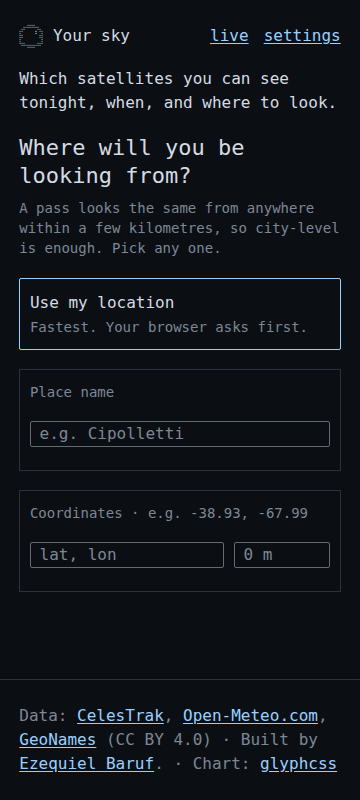 Your sky live settings
Which satellites you can see
tonight, when, and where to look.
Where will you be
looking from?
A pass looks the same from anywhere
within a few kilometres, so city-level
is enough. Pick any one.
Use my location
Fastest. Your browser asks first.
Place name
e.g. Cipolletti
Coordinates · e.g. -38.93, -67.99
lat, lon 0 m
Data: CelesTrak, Open-Meteo.com,
GeoNames (CC BY 4.0) · Built by
Ezequiel Baruf. · Chart: glyphcss